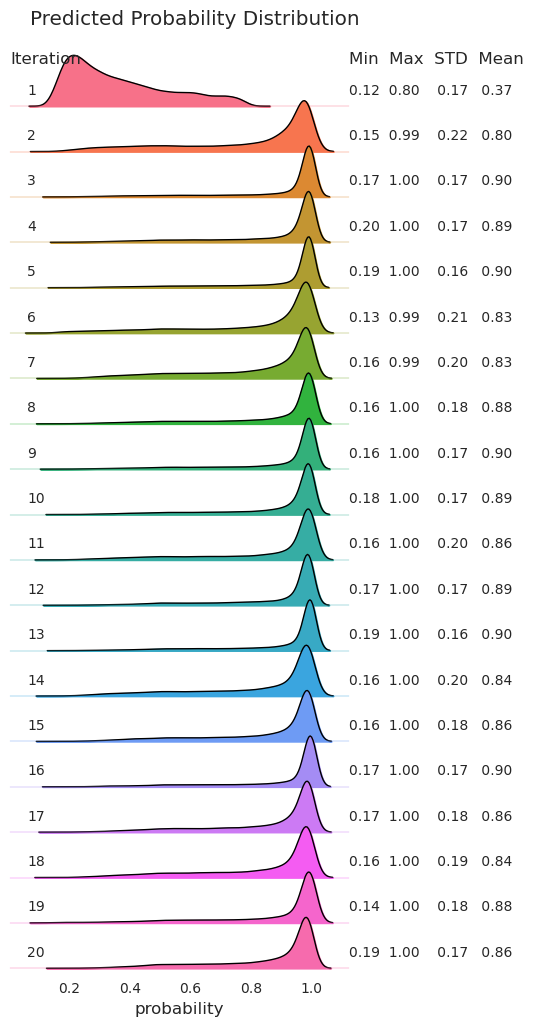 Predicted Probability Distribution
Iteration Min Max STD Mean
1 0.12 0.80 0.17 0.37
2 0.15 0.99 0.22 0.80
3 0.17 1.00 0.17 0.90
4 0.20 1.00 0.17 0.89
5 0.19 1.00 0.16 0.90
6 0.13 0.99 0.21 0.83
7 0.16 0.99 0.20 0.83
8 0.16 1.00 0.18 0.88
9 0.16 1.00 0.17 0.90
10 0.18 1.00 0.17 0.89
11 0.16 1.00 0.20 0.86
12 0.17 1.00 0.17 0.89
13 0.19 1.00 0.16 0.90
14 0.16 1.00 0.20 0.84
15 0.16 1.00 0.18 0.86
16 0.17 1.00 0.17 0.90
17 0.17 1.00 0.18 0.86
18 0.16 1.00 0.19 0.84
19 0.14 1.00 0.18 0.88
20 0.19 1.00 0.17 0.86
0.2 0.4 0.6 0.8 1.0
probability